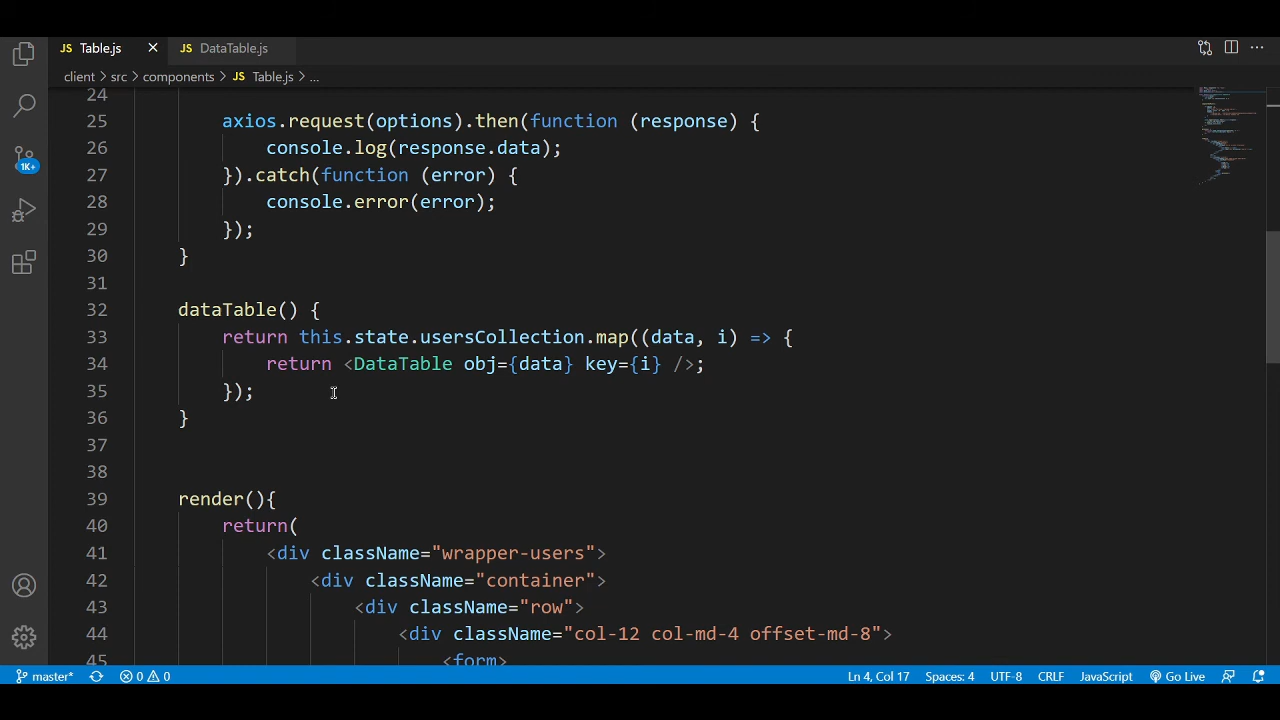 JS Table.js
JS DataTable.js
client > src > components > JS Table.js > ...
24
25 axios.request(options).then(function (response) {
26 console.log(response.data);
27 }).catch(function (error) {
28 console.error(error);
29 });
30 }
31
32 dataTable() {
33 return this.state.usersCollection.map((data, i) => {
34 return <DataTable obj={data} key={i} />;
35 });
36 }
37
38
39 render(){
40 return(
41 <div className="wrapper-users">
42 <div className="container">
43 <div className="row">
44 <div className="col-12 col-md-4 offset-md-8">
45 <form>
1K+
master* 0 0 Ln 4, Col 17 Spaces: 4 UTF-8 CRLF JavaScript Go Live